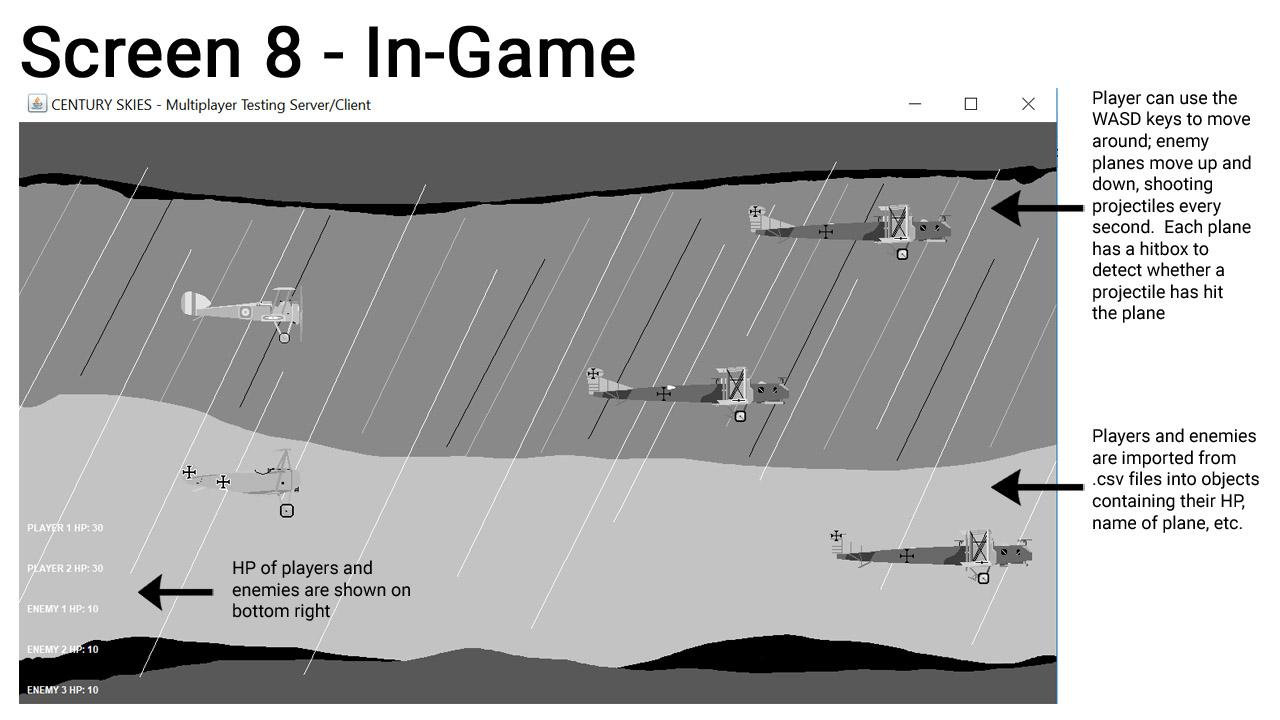 Screen 8 - In-Game
CENTURY SKIES - Multiplayer Testing Server/Client
Player can use the
WASD keys to move
around; enemy
planes move up and
down, shooting
projectiles every
second.  Each plane
has a hitbox to
detect whether a
projectile has hit
the plane
Players and enemies
are imported from
.csv files into objects
containing their HP,
name of plane, etc.
PLAYER 1 HP: 30
PLAYER 2 HP: 30
ENEMY 1 HP: 10
ENEMY 2 HP: 10
ENEMY 3 HP: 10
HP of players and
enemies are shown on
bottom right